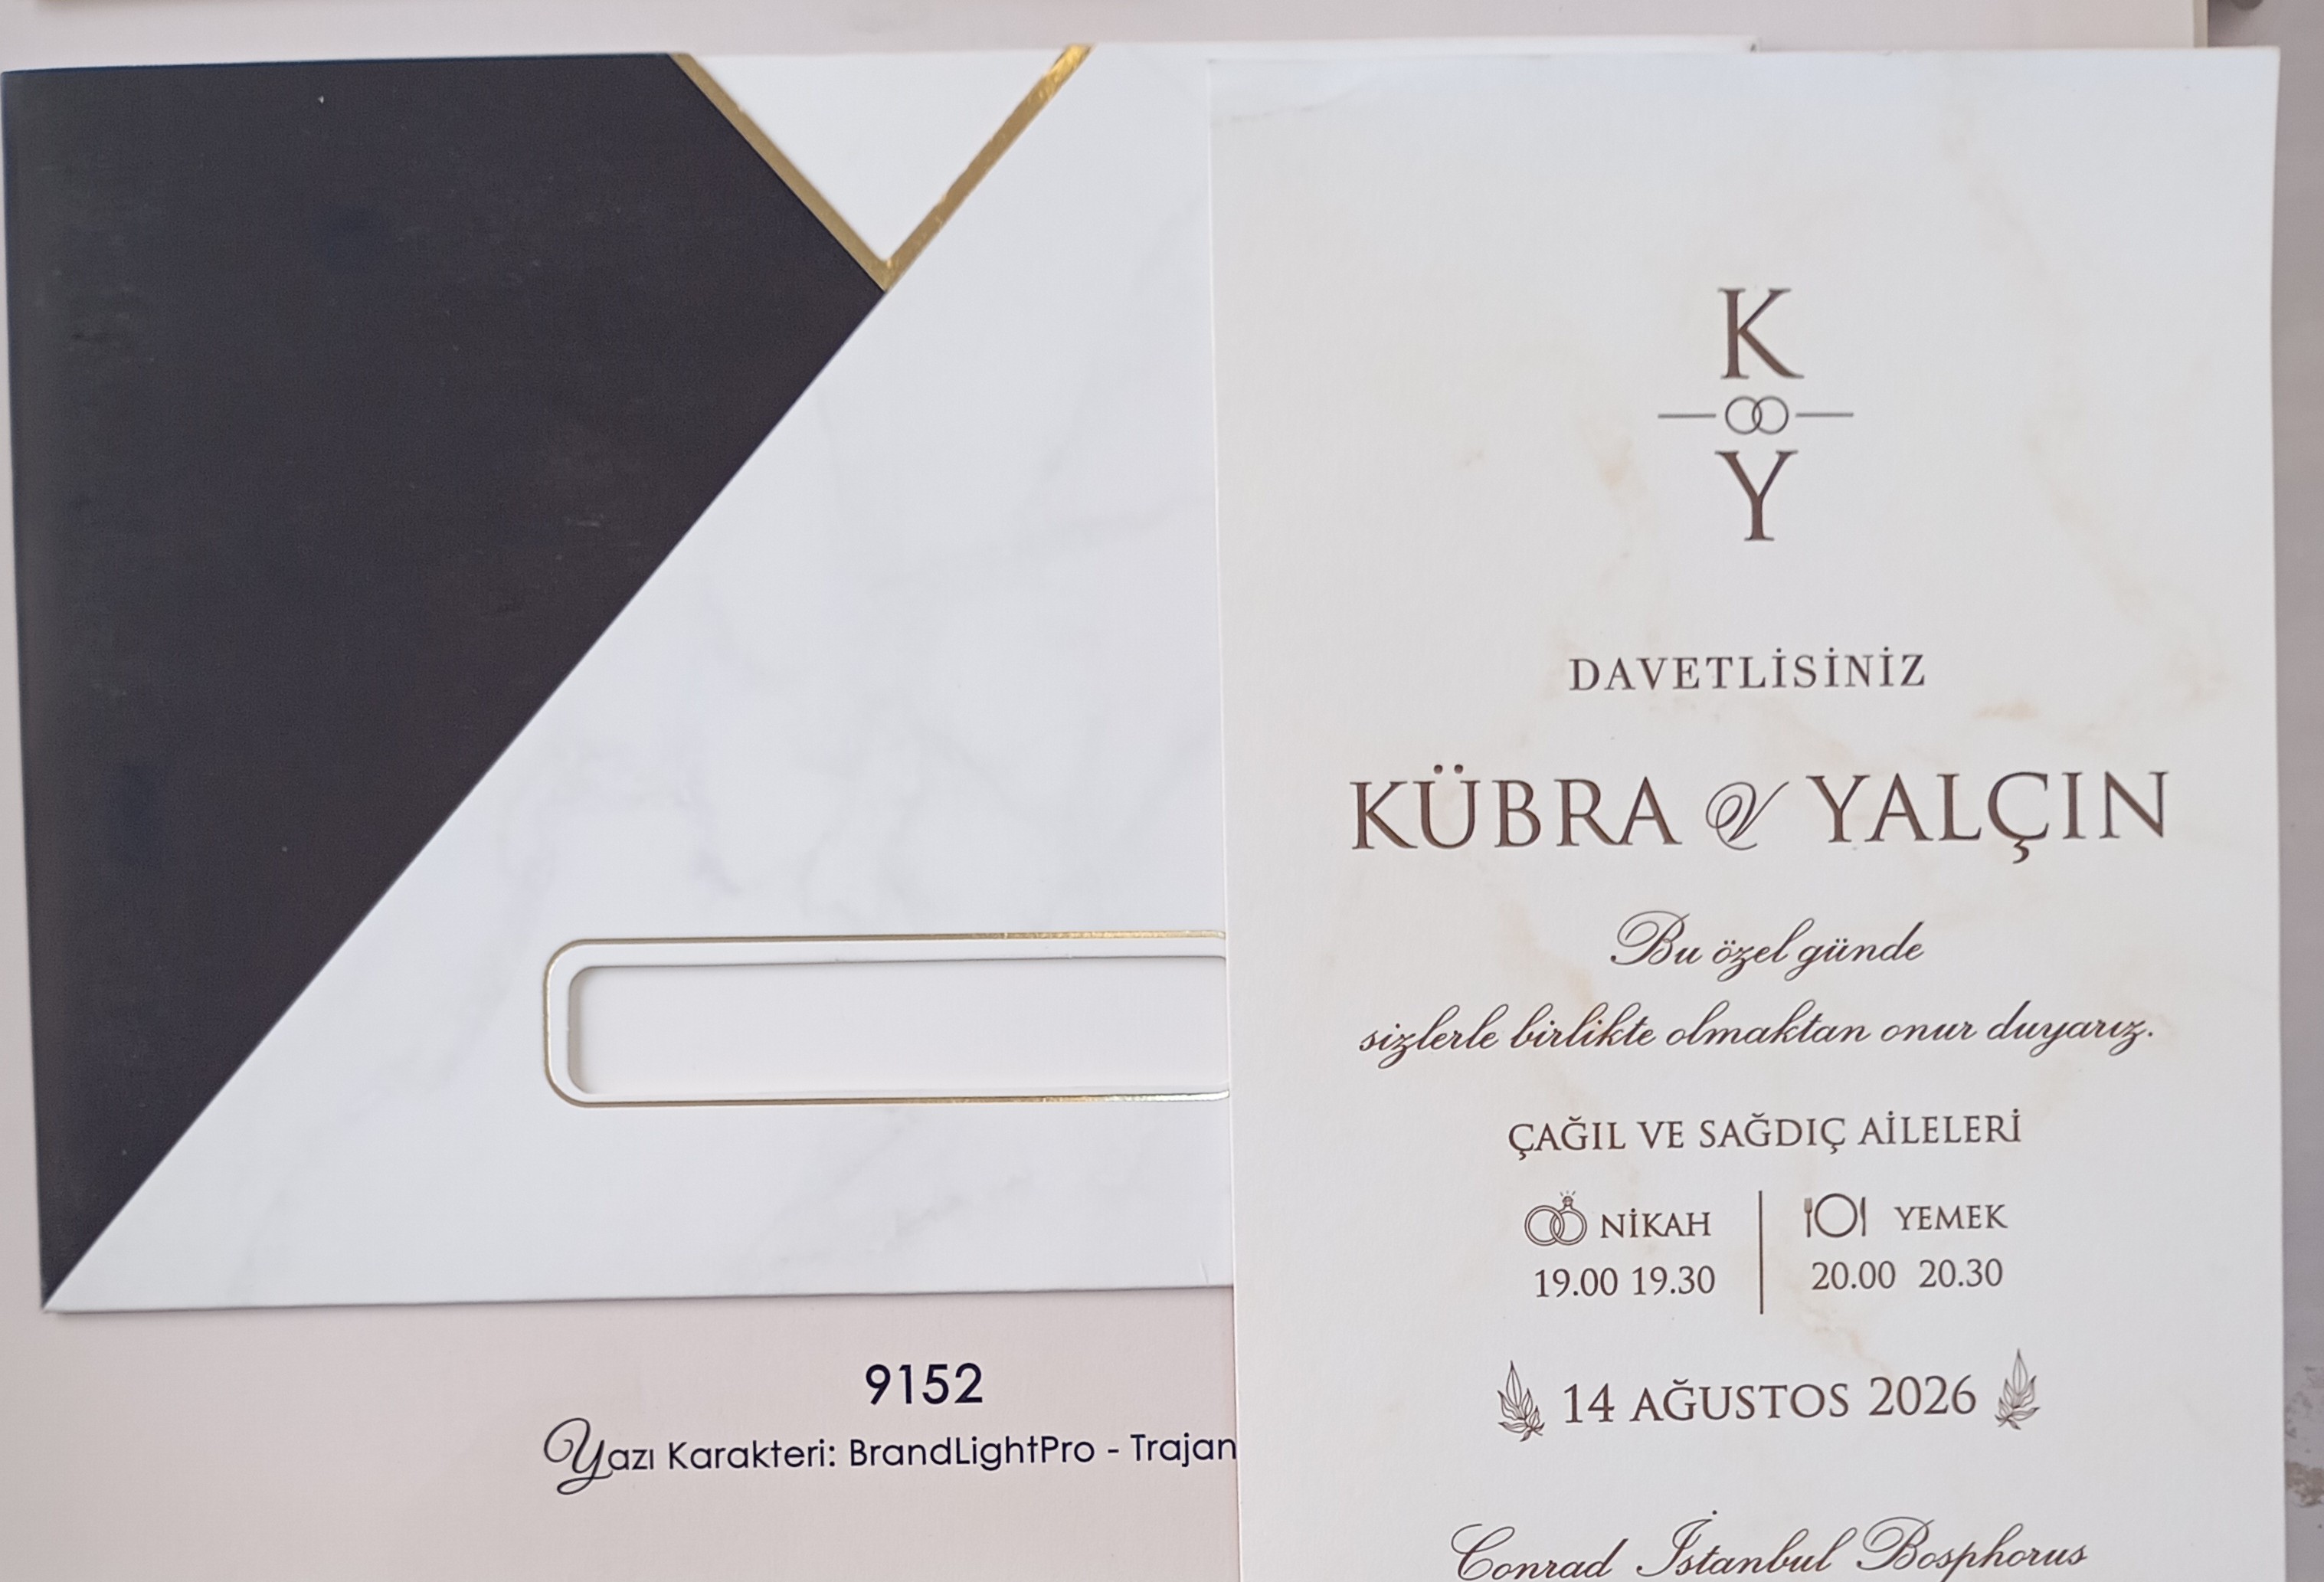 K
Y
DAVETLİSİNİZ
KÜBRA & YALÇIN
Bu özel günde
sizlerle birlikte olmaktan onur duyarız.
ÇAĞIL VE SAĞDIÇ AİLELERİ
NİKAH
19.00 19.30
YEMEK
20.00 20.30
14 AĞUSTOS 2026
Conrad İstanbul Bosphorus
9152
Yazı Karakteri: BrandLightPro - Trajan